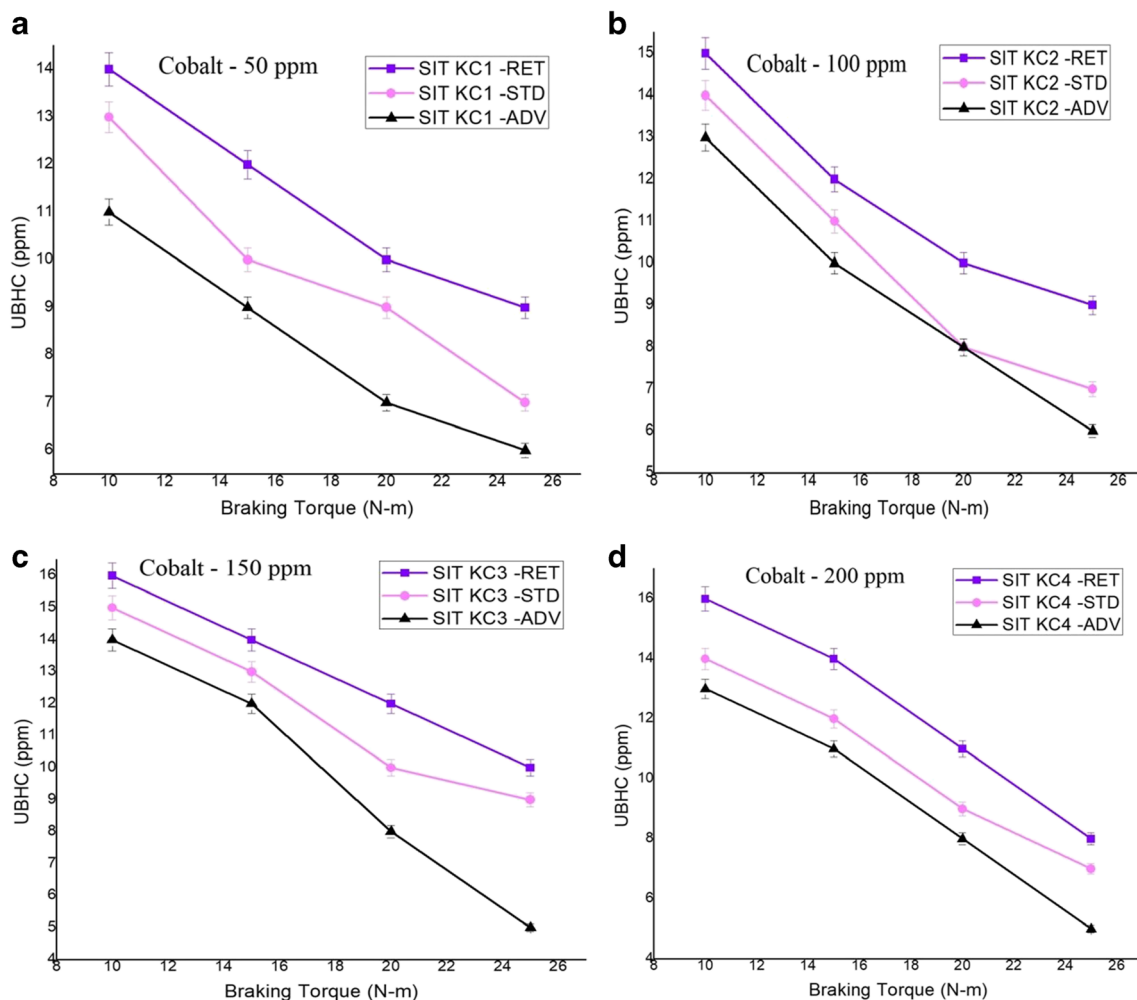 a
Cobalt - 50 ppm
SIT KC1 -RET
SIT KC1 -STD
SIT KC1 -ADV
UBHC (ppm)
14
13
12
11
10
9
8
7
6
8 10 12 14 16 18 20 22 24 26
Braking Torque (N-m)
b
Cobalt - 100 ppm
SIT KC2 -RET
SIT KC2 -STD
SIT KC2 -ADV
UBHC (ppm)
15
14
13
12
11
10
9
8
7
6
5
8 10 12 14 16 18 20 22 24 26
Braking Torque (N-m)
c
Cobalt - 150 ppm
SIT KC3 -RET
SIT KC3 -STD
SIT KC3 -ADV
UBHC (ppm)
16
15
14
13
12
11
10
9
8
7
6
5
4
8 10 12 14 16 18 20 22 24 26
Braking Torque (N-m)
d
Cobalt - 200 ppm
SIT KC4 -RET
SIT KC4 -STD
SIT KC4 -ADV
UBHC (ppm)
16
14
12
10
8
6
4
8 10 12 14 16 18 20 22 24 26
Braking Torque (N-m)